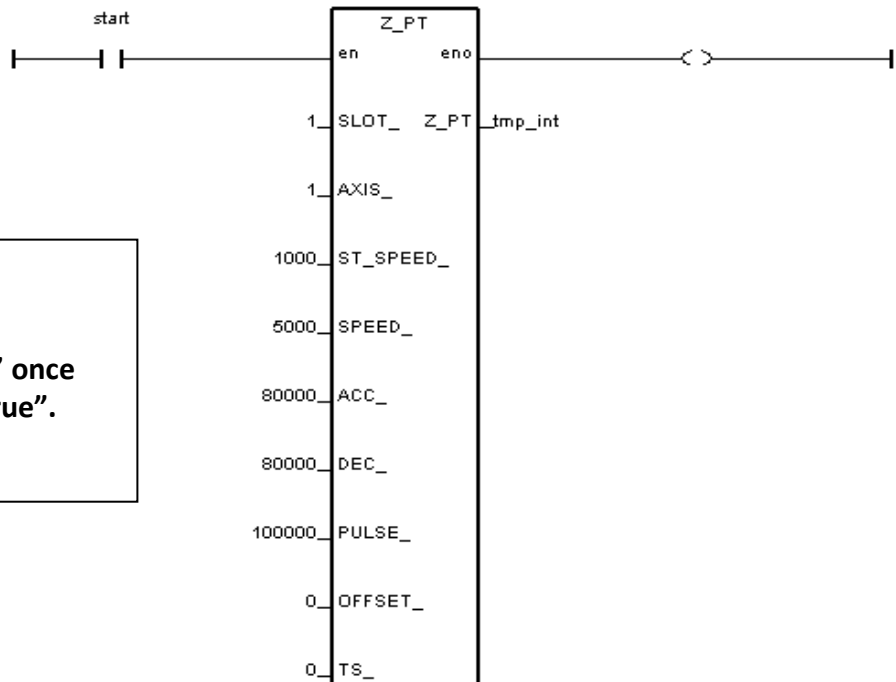 start
Z_PT
en eno
1 SLOT_ Z_PT tmp_int
1 AXIS_
1000 ST_SPEED_
5000 SPEED_
” once
80000 ACC_
rue”.
80000 DEC_
100000 PULSE_
0 OFFSET_
0 TS_